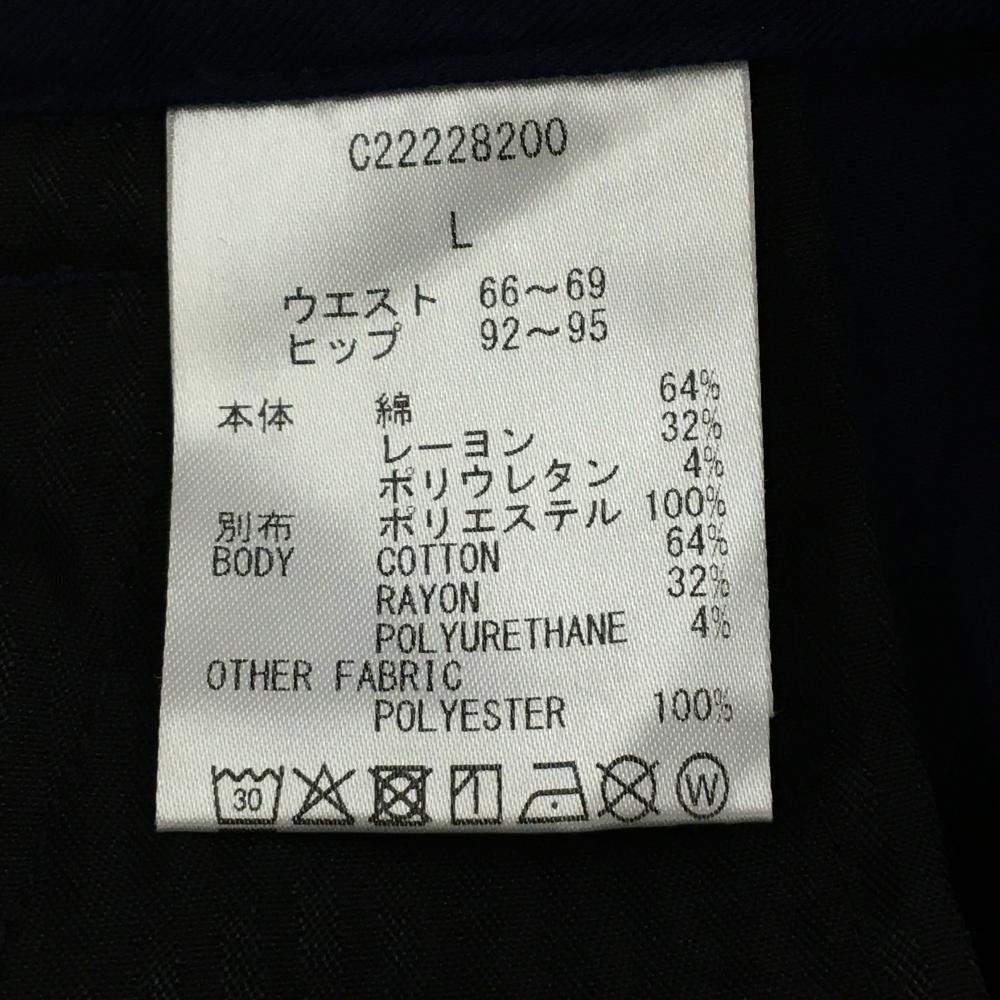 C22228200
L
ウエスト 66〜69
ヒップ 92〜95
本体 綿 64%
レーヨン 32%
ポリウレタン 4%
別布 ポリエステル 100%
BODY COTTON 64%
RAYON 32%
POLYURETHANE 4%
OTHER FABRIC
POLYESTER 100%
30 W